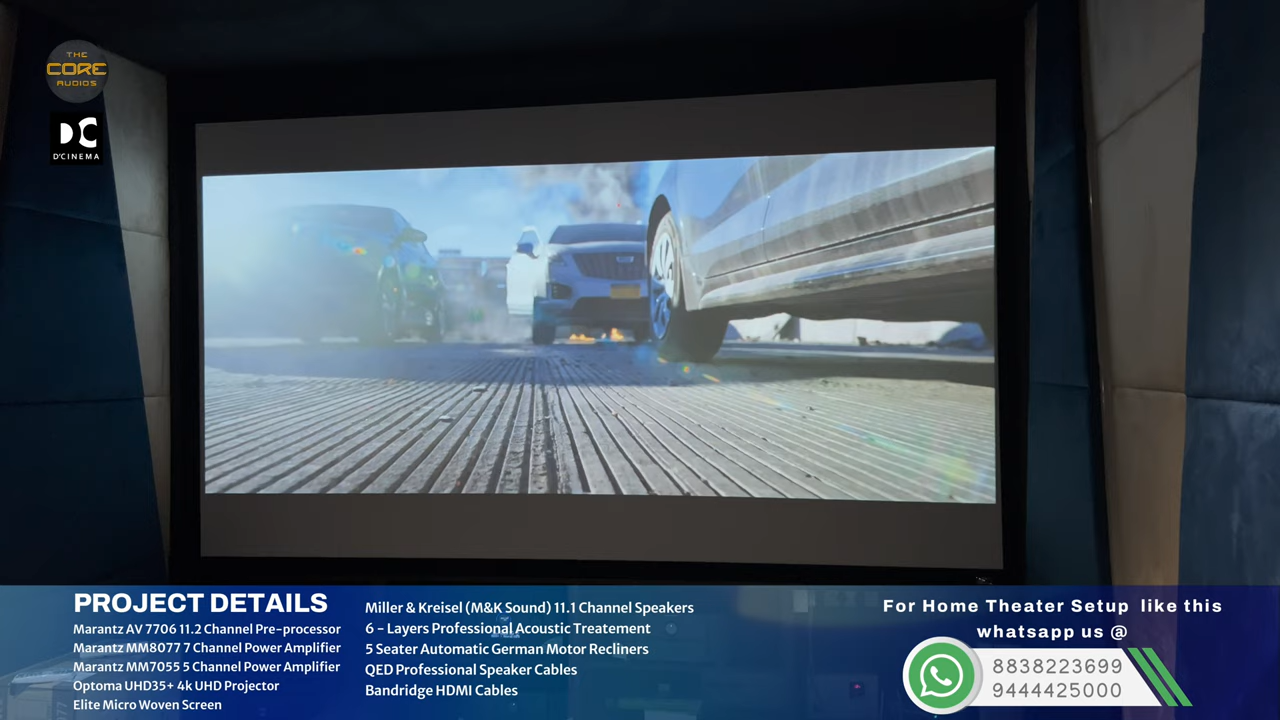 THE
CORE
AUDIOS
DC
D'CINEMA
PROJECT DETAILS
Marantz AV 7706 11.2 Channel Pre-processor
Marantz MM8077 7 Channel Power Amplifier
Marantz MM7055 5 Channel Power Amplifier
Optoma UHD35+ 4k UHD Projector
Elite Micro Woven Screen
Miller & Kreisel (M&K Sound) 11.1 Channel Speakers
6 - Layers Professional Acoustic Treatement
5 Seater Automatic German Motor Recliners
QED Professional Speaker Cables
Bandridge HDMI Cables
For Home Theater Setup like this
whatsapp us @
8838223699
9444425000